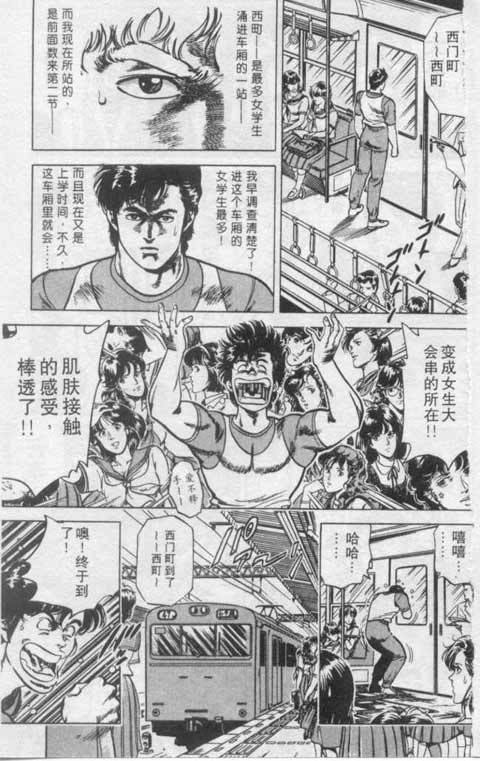 西门町
～～西町
西町——是最多女学生
涌进车厢的一站——
而我现在所站的，
是前面数来第二
节——
我早调查清楚了！
进这个车厢的
女学生最多！
而且现在又是
上学时间，不久，
这车厢里就会……
变成女生大
会串的所在!!
爱不释
手～～
肌肤接触
的感受，
棒透了!!
嘻嘻…
哈哈…
西门町到了
～～西町～～
噢！终于到
了！